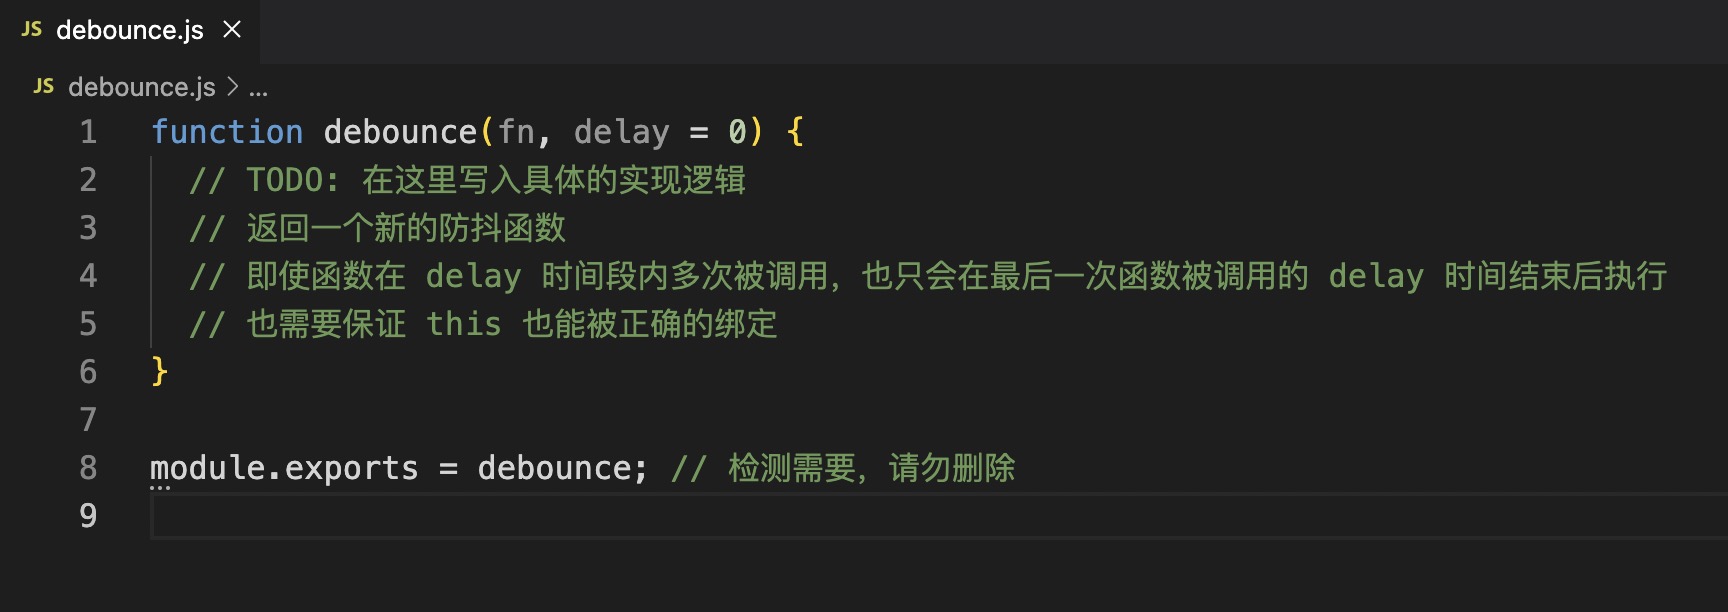 JS debounce.js ×
JS debounce.js > ...
1 function debounce(fn, delay = 0) {
2 // TODO: 在这里写入具体的实现逻辑
3 // 返回一个新的防抖函数
4 // 即使函数在 delay 时间段内多次被调用，也只会在最后一次函数被调用的 delay 时间结束后执行
5 // 也需要保证 this 也能被正确的绑定
6 }
7
8 module.exports = debounce; // 检测需要，请勿删除
9